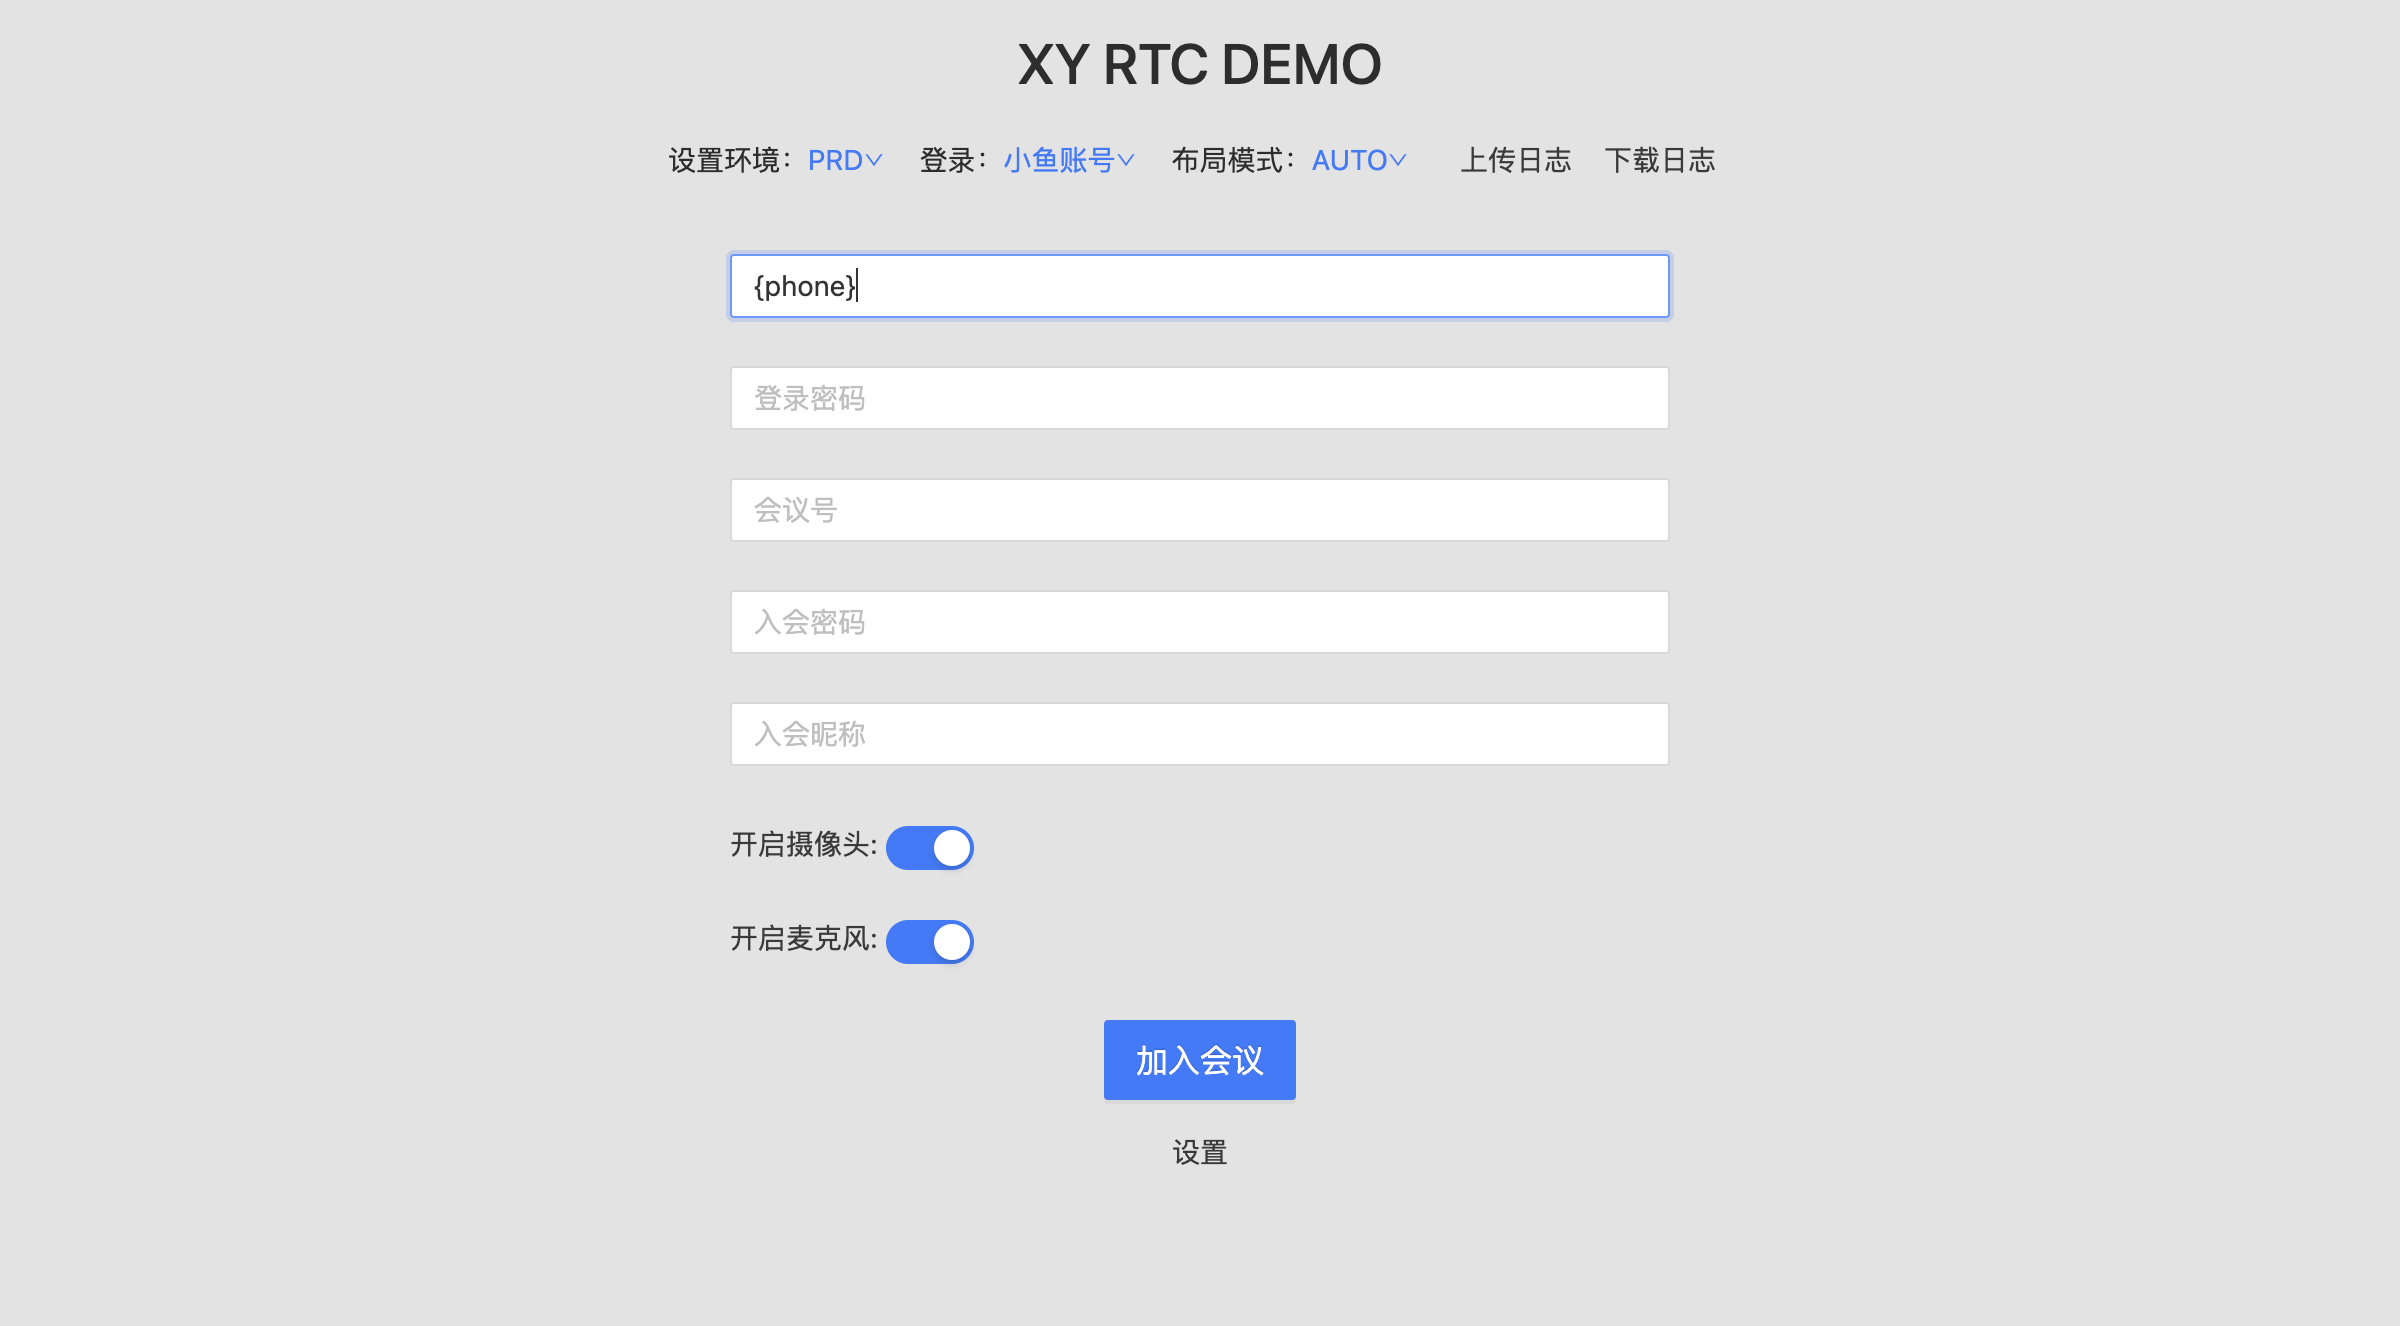 XY RTC DEMO
设置环境： PRD 登录： 小鱼账号 布局模式： AUTO 上传日志 下载日志
{phone}
登录密码
会议号
入会密码
入会昵称
开启摄像头:
开启麦克风:
加入会议
设置